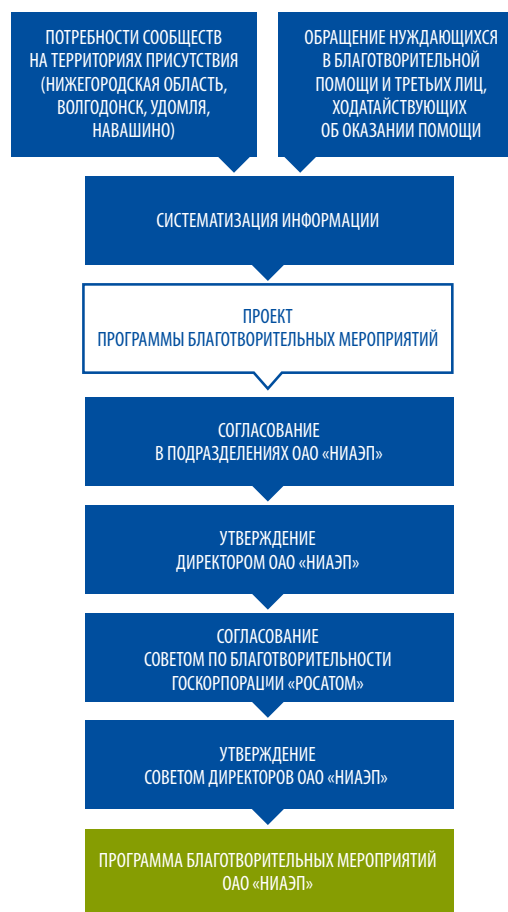 ПОТРЕБНОСТИ СООБЩЕСТВ
НА ТЕРРИТОРИЯХ ПРИСУТСТВИЯ
(НИЖЕГОРОДСКАЯ ОБЛАСТЬ,
ВОЛГОДОНСК, УДОМЛЯ,
НАВАШИНО)
ОБРАЩЕНИЕ НУЖДАЮЩИХСЯ
В БЛАГОТВОРИТЕЛЬНОЙ
ПОМОЩИ И ТРЕТЬИХ ЛИЦ,
ХОДАТАЙСТВУЮЩИХ
ОБ ОКАЗАНИИ ПОМОЩИ
СИСТЕМАТИЗАЦИЯ ИНФОРМАЦИИ
ПРОЕКТ
ПРОГРАММЫ БЛАГОТВОРИТЕЛЬНЫХ МЕРОПРИЯТИЙ
СОГЛАСОВАНИЕ
В ПОДРАЗДЕЛЕНИЯХ ОАО «НИАЭП»
УТВЕРЖДЕНИЕ
ДИРЕКТОРОМ ОАО «НИАЭП»
СОГЛАСОВАНИЕ
СОВЕТОМ ПО БЛАГОТВОРИТЕЛЬНОСТИ
ГОСКОРПОРАЦИИ «РОСАТОМ»
УТВЕРЖДЕНИЕ
СОВЕТОМ ДИРЕКТОРОВ ОАО «НИАЭП»
ПРОГРАММА БЛАГОТВОРИТЕЛЬНЫХ МЕРОПРИЯТИЙ
ОАО «НИАЭП»